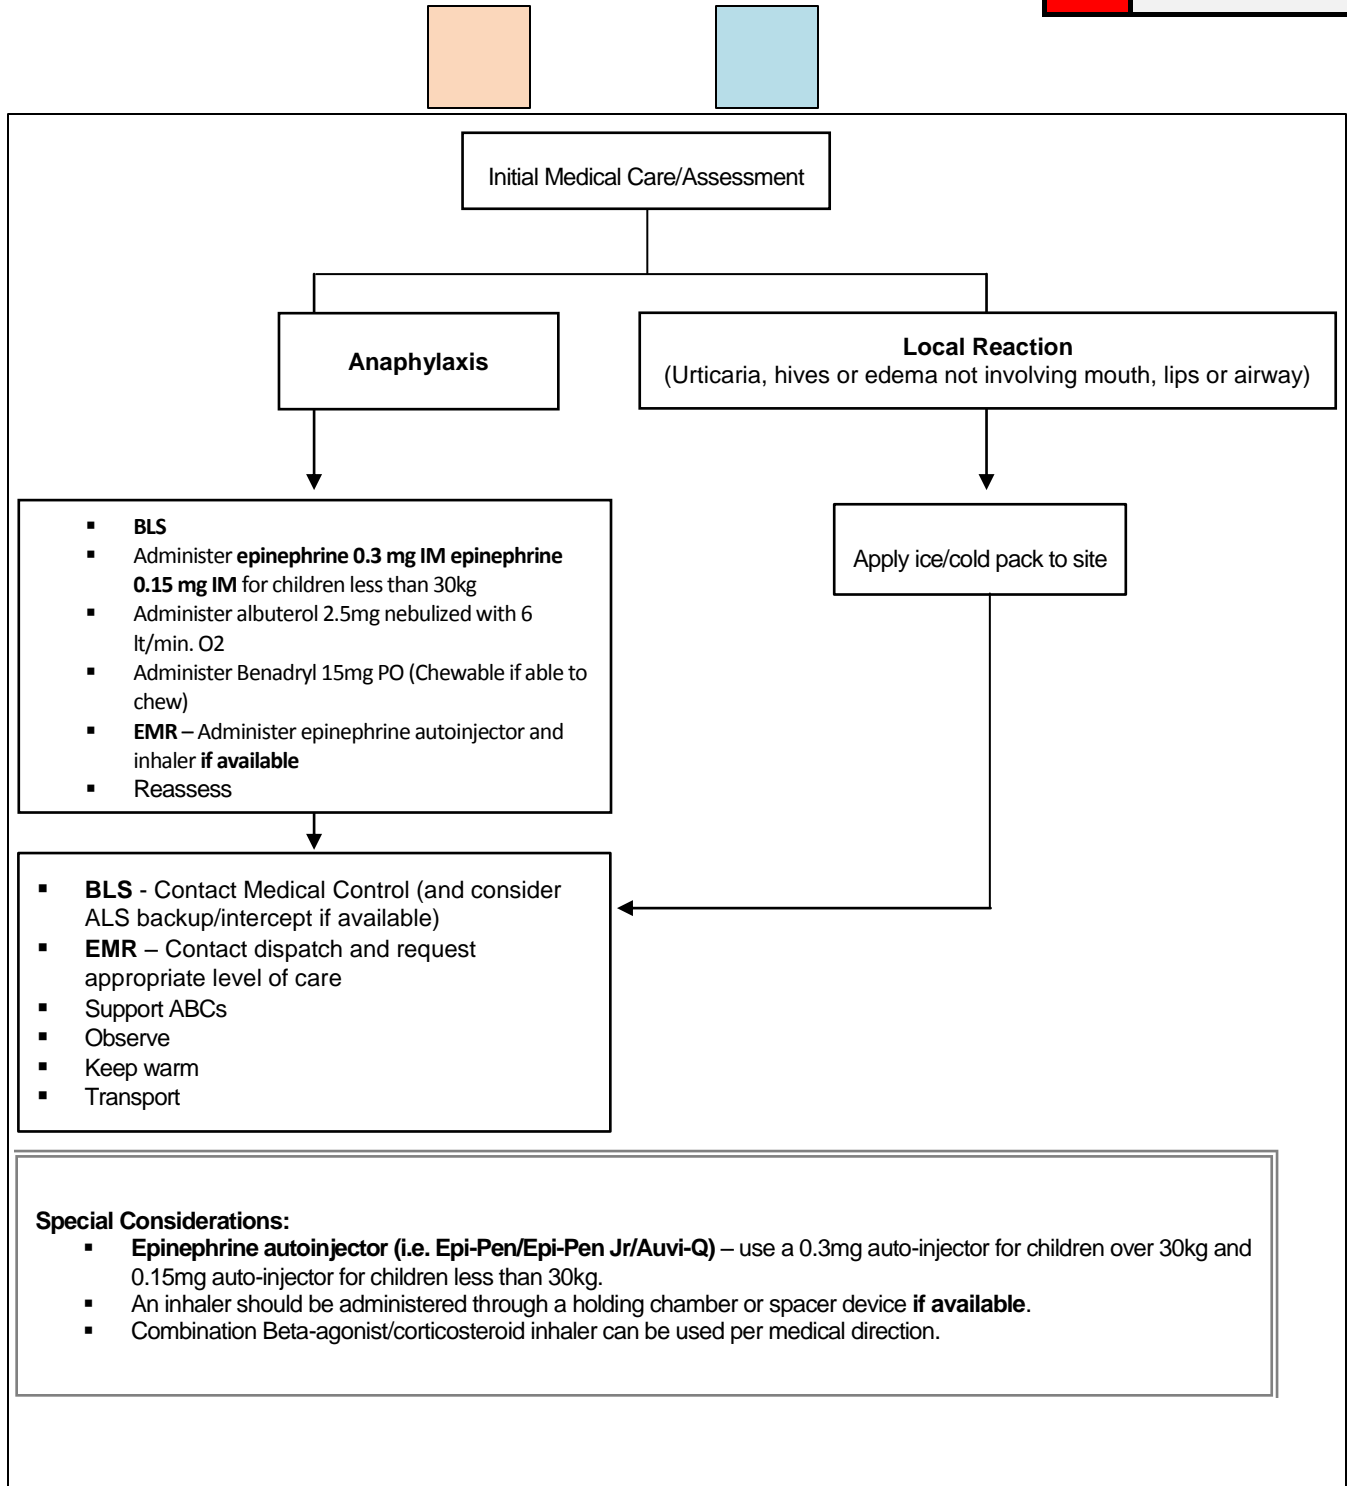 Initial Medical Care/Assessment
Anaphylaxis
Local Reaction
(Urticaria, hives or edema not involving mouth, lips or airway)
▪ BLS
▪ Administer epinephrine 0.3 mg IM epinephrine
0.15 mg IM for children less than 30kg
▪ Administer albuterol 2.5mg nebulized with 6
lt/min. O2
▪ Administer Benadryl 15mg PO (Chewable if able to
chew)
▪ EMR – Administer epinephrine autoinjector and
inhaler if available
▪ Reassess
Apply ice/cold pack to site
▪ BLS - Contact Medical Control (and consider
ALS backup/intercept if available)
▪ EMR – Contact dispatch and request
appropriate level of care
▪ Support ABCs
▪ Observe
▪ Keep warm
▪ Transport
Special Considerations:
▪ Epinephrine autoinjector (i.e. Epi-Pen/Epi-Pen Jr/Auvi-Q) – use a 0.3mg auto-injector for children over 30kg and
0.15mg auto-injector for children less than 30kg.
▪ An inhaler should be administered through a holding chamber or spacer device if available.
▪ Combination Beta-agonist/corticosteroid inhaler can be used per medical direction.